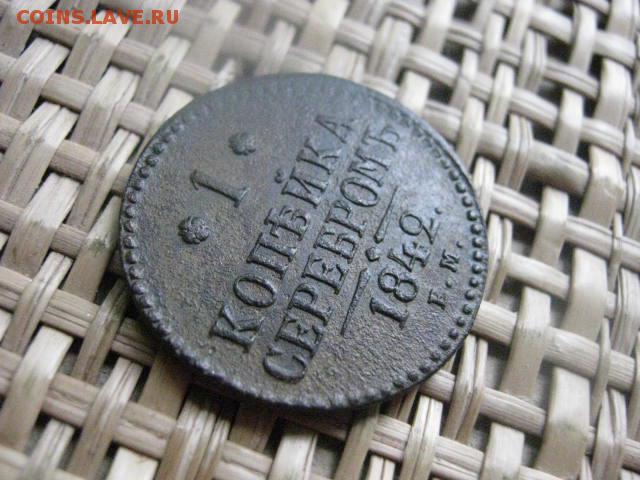 COINS.LAVE.RU
1
КОПѢЙКА
СЕРЕБРОМЪ
1842.
Е.М.